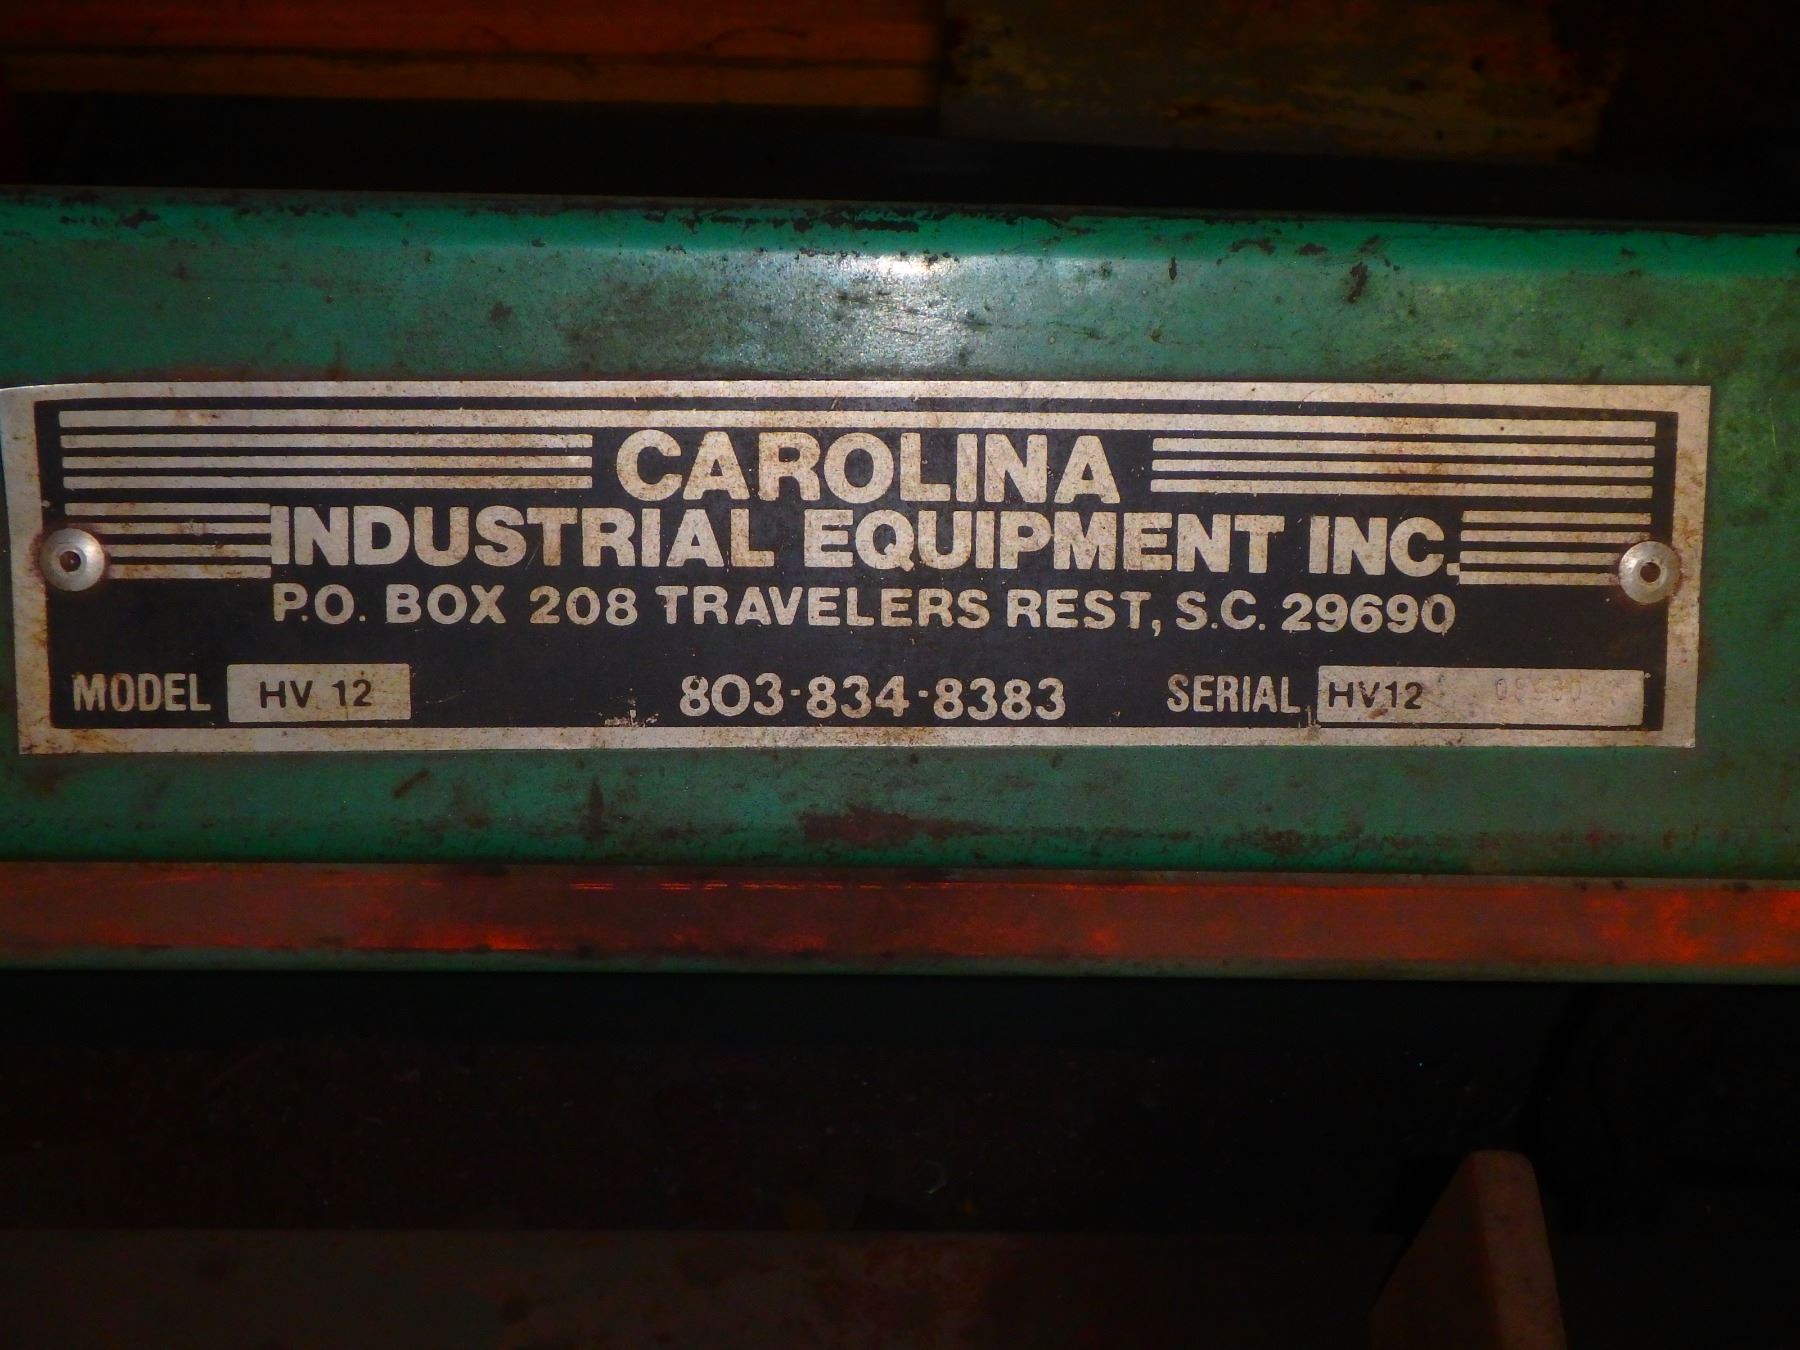 CAROLINA
INDUSTRIAL EQUIPMENT INC.
P.O. BOX 208 TRAVELERS REST, S.C. 29690
MODEL HV 12 803-834-8383 SERIAL HV12